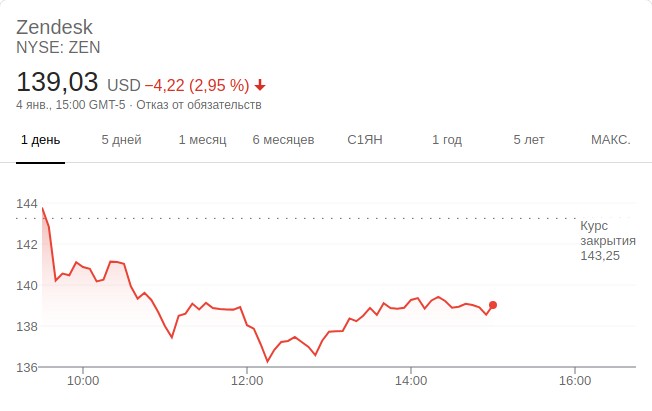 Zendesk
NYSE: ZEN
139,03 USD −4,22 (2,95 %)
4 янв., 15:00 GMT-5 · Отказ от обязательств
1 день 5 дней 1 месяц 6 месяцев С1ЯН 1 год 5 лет МАКС.
144
Курс
закрытия
143,25
142
140
138
136
10:00 12:00 14:00 16:00